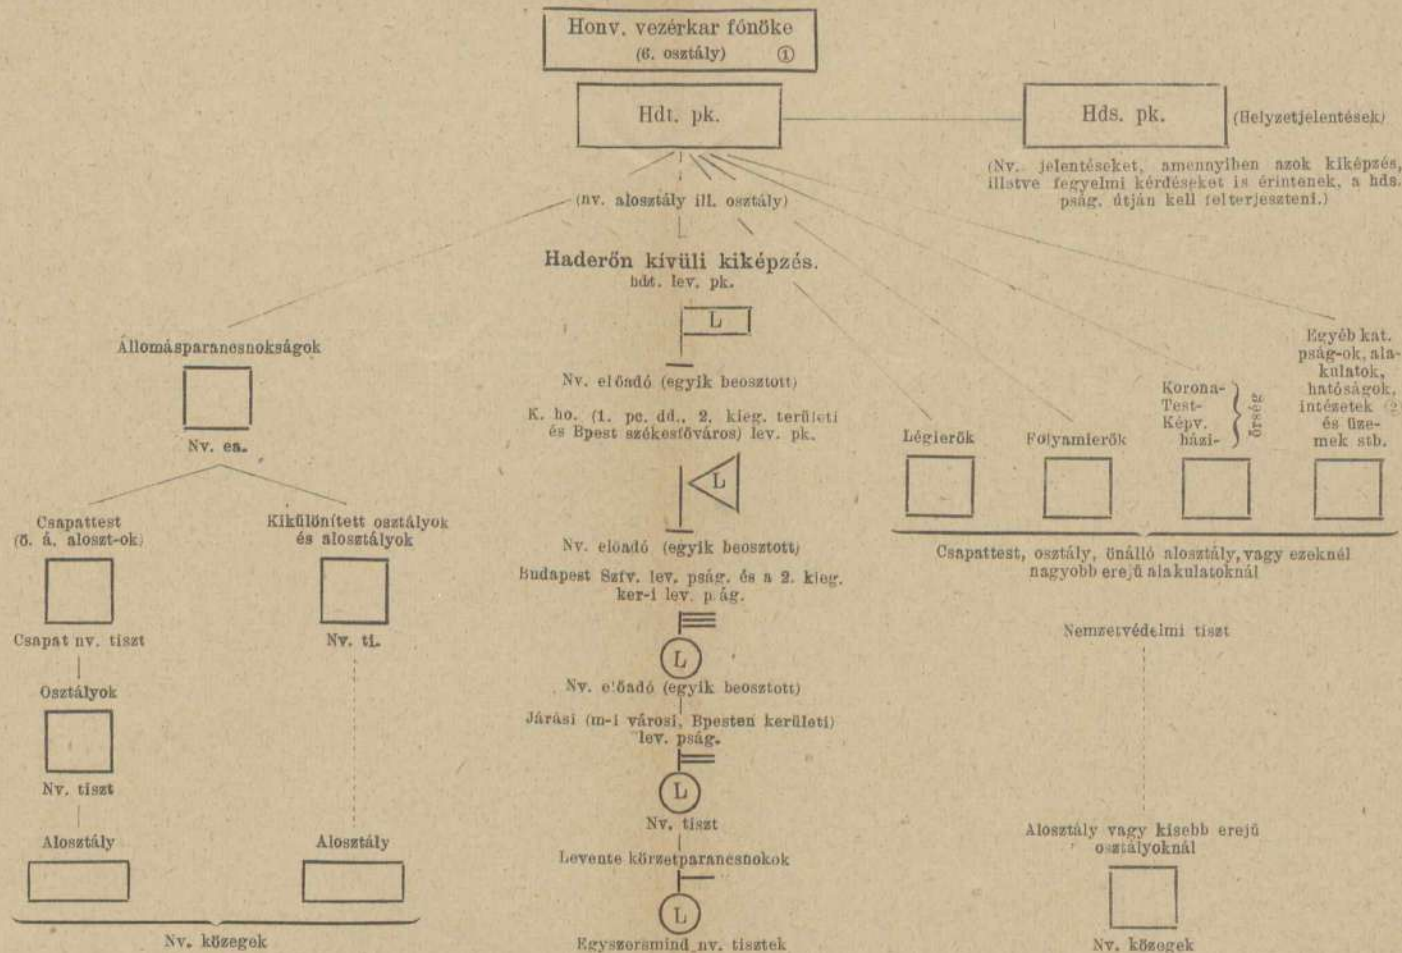 Honv. vezérkar főnöke
(6. osztály) ①
Hdt. pk.
Hds. pk.
(Helyzetjelentések)
(Nv. jelentéseket, amennyiben azok kiképzés,
illetve fegyelmi kérdéseket is érintenek, a hds.
pság. útján kell felterjeszteni.)
(nv. alosztály ill. osztály)
Haderőn kívüli kiképzés.
hdt. lev. pk.
L
Nv. előadó (egyik beosztott)
K. ho. (1. pc. dd., 2. kieg. területi
és Bpest székesfőváros) lev. pk.
L
Nv. előadó (egyik beosztott)
Budapest Szfv. lev. pság. és a 2. kieg.
ker-i lev. p.ág.
L
Nv. előadó (egyik beosztott)
Járási (m-i városi, Bpesten kerületi)
lev. pság.
L
Nv. tiszt
Levente körzetparancsnokok
L
Egyszersmind nv. tisztek
Állomásparancsnokságok
Nv. ea.
Csapattest
(ö. á. aloszt-ok)
Csapat nv. tiszt
Osztályok
Nv. tiszt
Alosztály
Kikülönített osztályok
és alosztályok
Nv. ti.
Alosztály
Nv. közegek
Légierők
Folyamierők
Korona-
Test-
Képv.
házi-
őrség
Egyéb kat.
pság-ok, ala-
kulatok,
hatóságok,
intézetek (2)
és üze-
mek stb.
Csapattest, osztály, önálló alosztály, vagy ezeknél
nagyobb erejű alakulatoknál
Nemzetvédelmi tiszt
Alosztály vagy kisebb erejű
osztályoknál
Nv. közegek